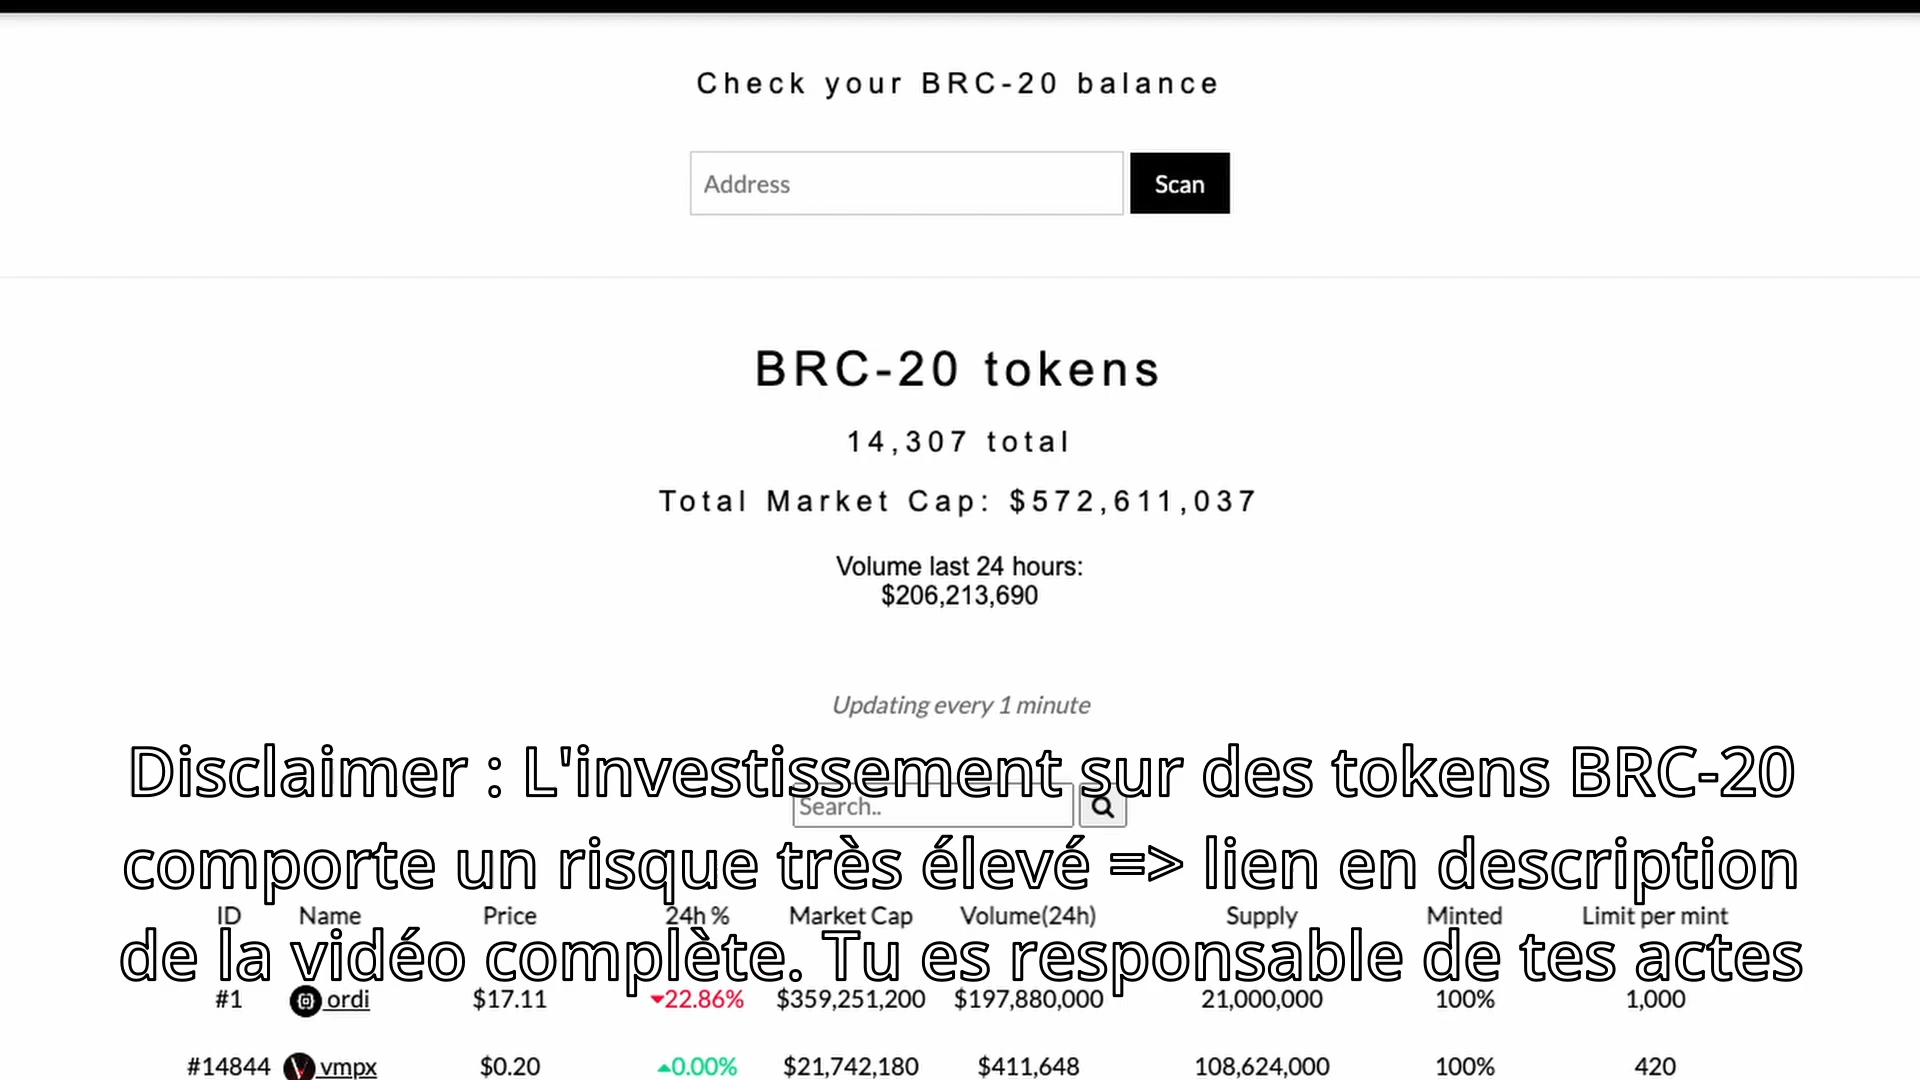 Check your BRC-20 balance
Address
Scan
BRC-20 tokens
14,307 total
Total Market Cap: $572,611,037
Volume last 24 hours:
$206,213,690
Updating every 1 minute
Disclaimer : L'investissement sur des tokens BRC-20
Search..
comporte un risque très élevé => lien en description
ID Name Price 24h % Market Cap Volume(24h) Supply Minted Limit per mint
de la vidéo complète. Tu es responsable de tes actes
#1 ordi $17.11 ▼22.86% $359,251,200 $197,880,000 21,000,000 100% 1,000
#14844 vmpx $0.20 ▲0.00% $21,742,180 $411,648 108,624,000 100% 420